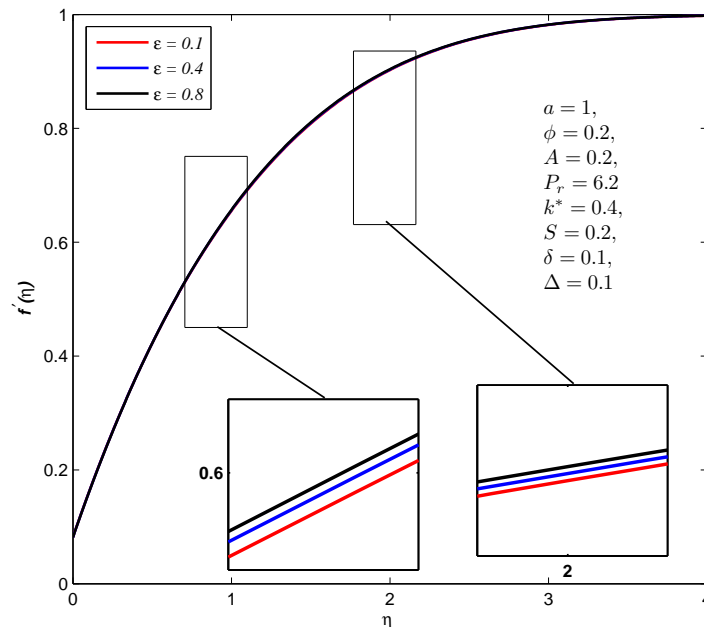 1
0.8
0.6
0.4
0.2
0
f′(η)
ε = 0.1
ε = 0.4
ε = 0.8
a = 1,
ϕ = 0.2,
A = 0.2,
P_r = 6.2
k* = 0.4,
S = 0.2,
δ = 0.1,
Δ = 0.1
0.6
2
0 1 2 3 4
η